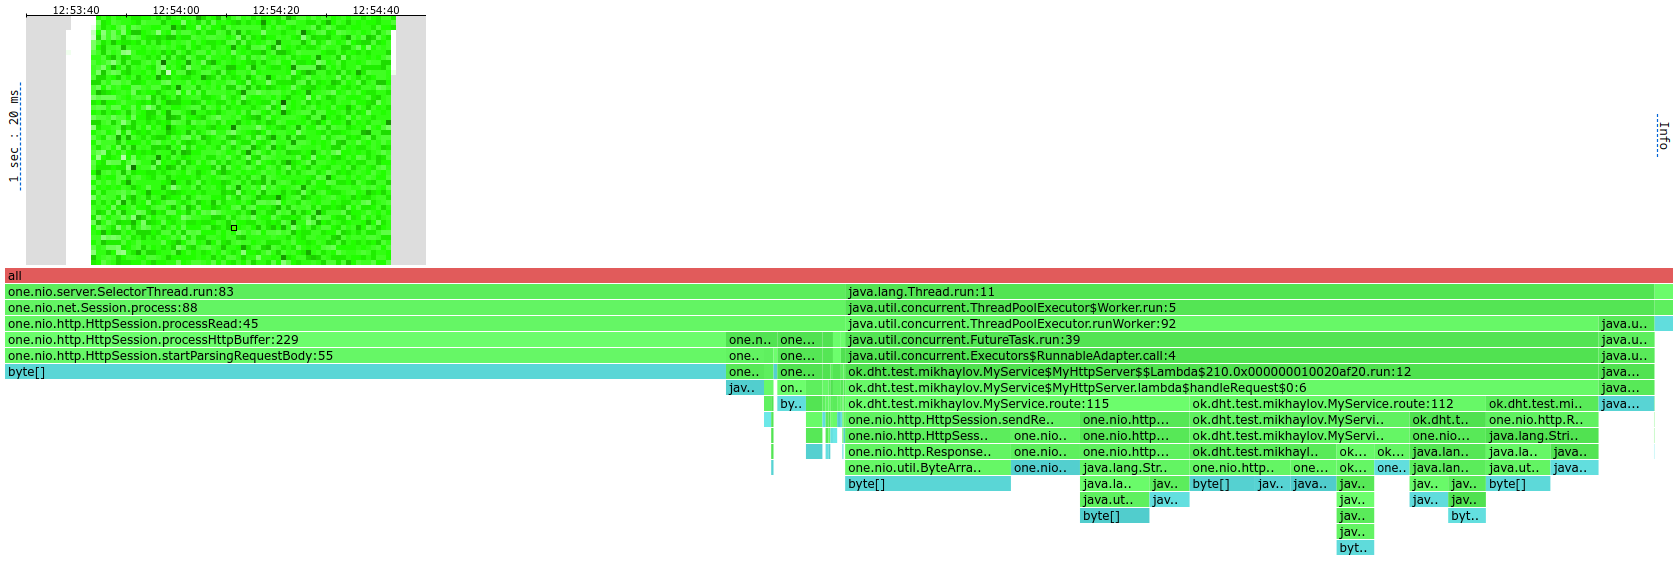 12:53:40 12:54:00 12:54:20 12:54:40
1 sec : 20 ms
Info
all
one.nio.server.SelectorThread.run:83 java.lang.Thread.run:11
one.nio.net.Session.process:88 java.util.concurrent.ThreadPoolExecutor$Worker.run:5
one.nio.http.HttpSession.processRead:45 java.util.concurrent.ThreadPoolExecutor.runWorker:92 java.u..
one.nio.http.HttpSession.processHttpBuffer:229 one.n.. one... java.util.concurrent.FutureTask.run:39 java.u..
one.nio.http.HttpSession.startParsingRequestBody:55 one.. one... java.util.concurrent.Executors$RunnableAdapter.call:4 java.u..
byte[] one.. one... ok.dht.test.mikhaylov.MyService$MyHttpServer$$Lambda$210.0x000000010020af20.run:12 java...
jav.. on.. ok.dht.test.mikhaylov.MyService$MyHttpServer.lambda$handleRequest$0:6 java...
by.. ok.dht.test.mikhaylov.MyService.route:115 ok.dht.test.mikhaylov.MyService.route:112 ok.dht.test.mi.. java...
one.nio.http.HttpSession.sendRe.. one.nio.http... ok.dht.test.mikhaylov.MyServi.. ok.dht.t.. one.nio.http.R..
one.nio.http.HttpSess.. one.nio.. one.nio.http... ok.dht.test.mikhaylov.MyServi.. one.nio... java.lang.Stri..
one.nio.http.Response.. one.nio.. one.nio.http... ok.dht.test.mikhayl.. ok... ok... java.lan.. java.la.. java..
one.nio.util.ByteArra.. one.nio.. java.lang.Str.. one.nio.http.. one... ok... one.. java.lan.. java.ut.. java..
byte[] java.la.. jav.. byte[] jav.. java.. jav.. jav.. jav.. byte[]
java.ut.. jav.. jav.. jav.. jav..
byte[] jav.. byt..
jav..
byt..